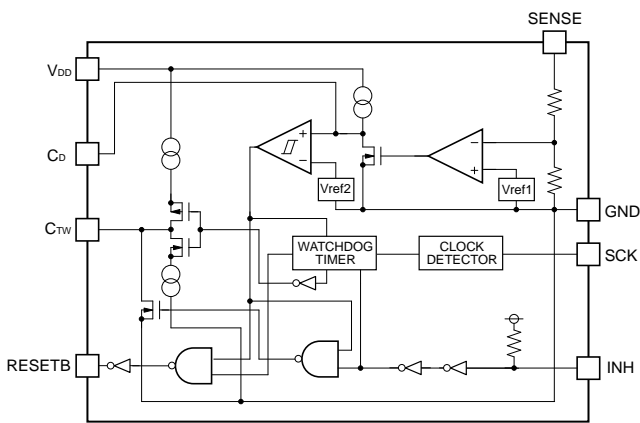 SENSE
VDD
CD
+
−
−
+
Vref2
Vref1
GND
CTW
WATCHDOG
TIMER
CLOCK
DETECTOR
SCK
RESETB
INH